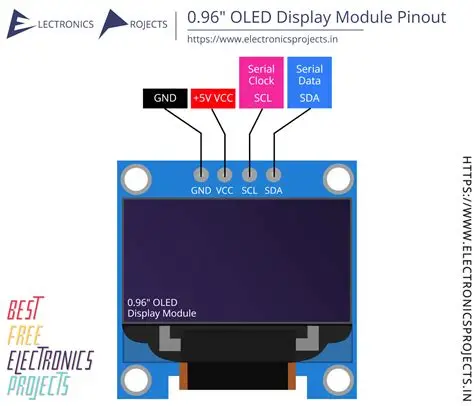 ELECTRONICS PROJECTS
0.96" OLED Display Module Pinout
https://www.electronicsprojects.in
GND
+5V VCC
Serial
Clock
SCL
Serial
Data
SDA
GND VCC SCL SDA
0.96" OLED
Display Module
BEST
FREE
ELECTRONICS
PROJECTS
HTTPS://WWW.ELECTRONICSPROJECTS.IN